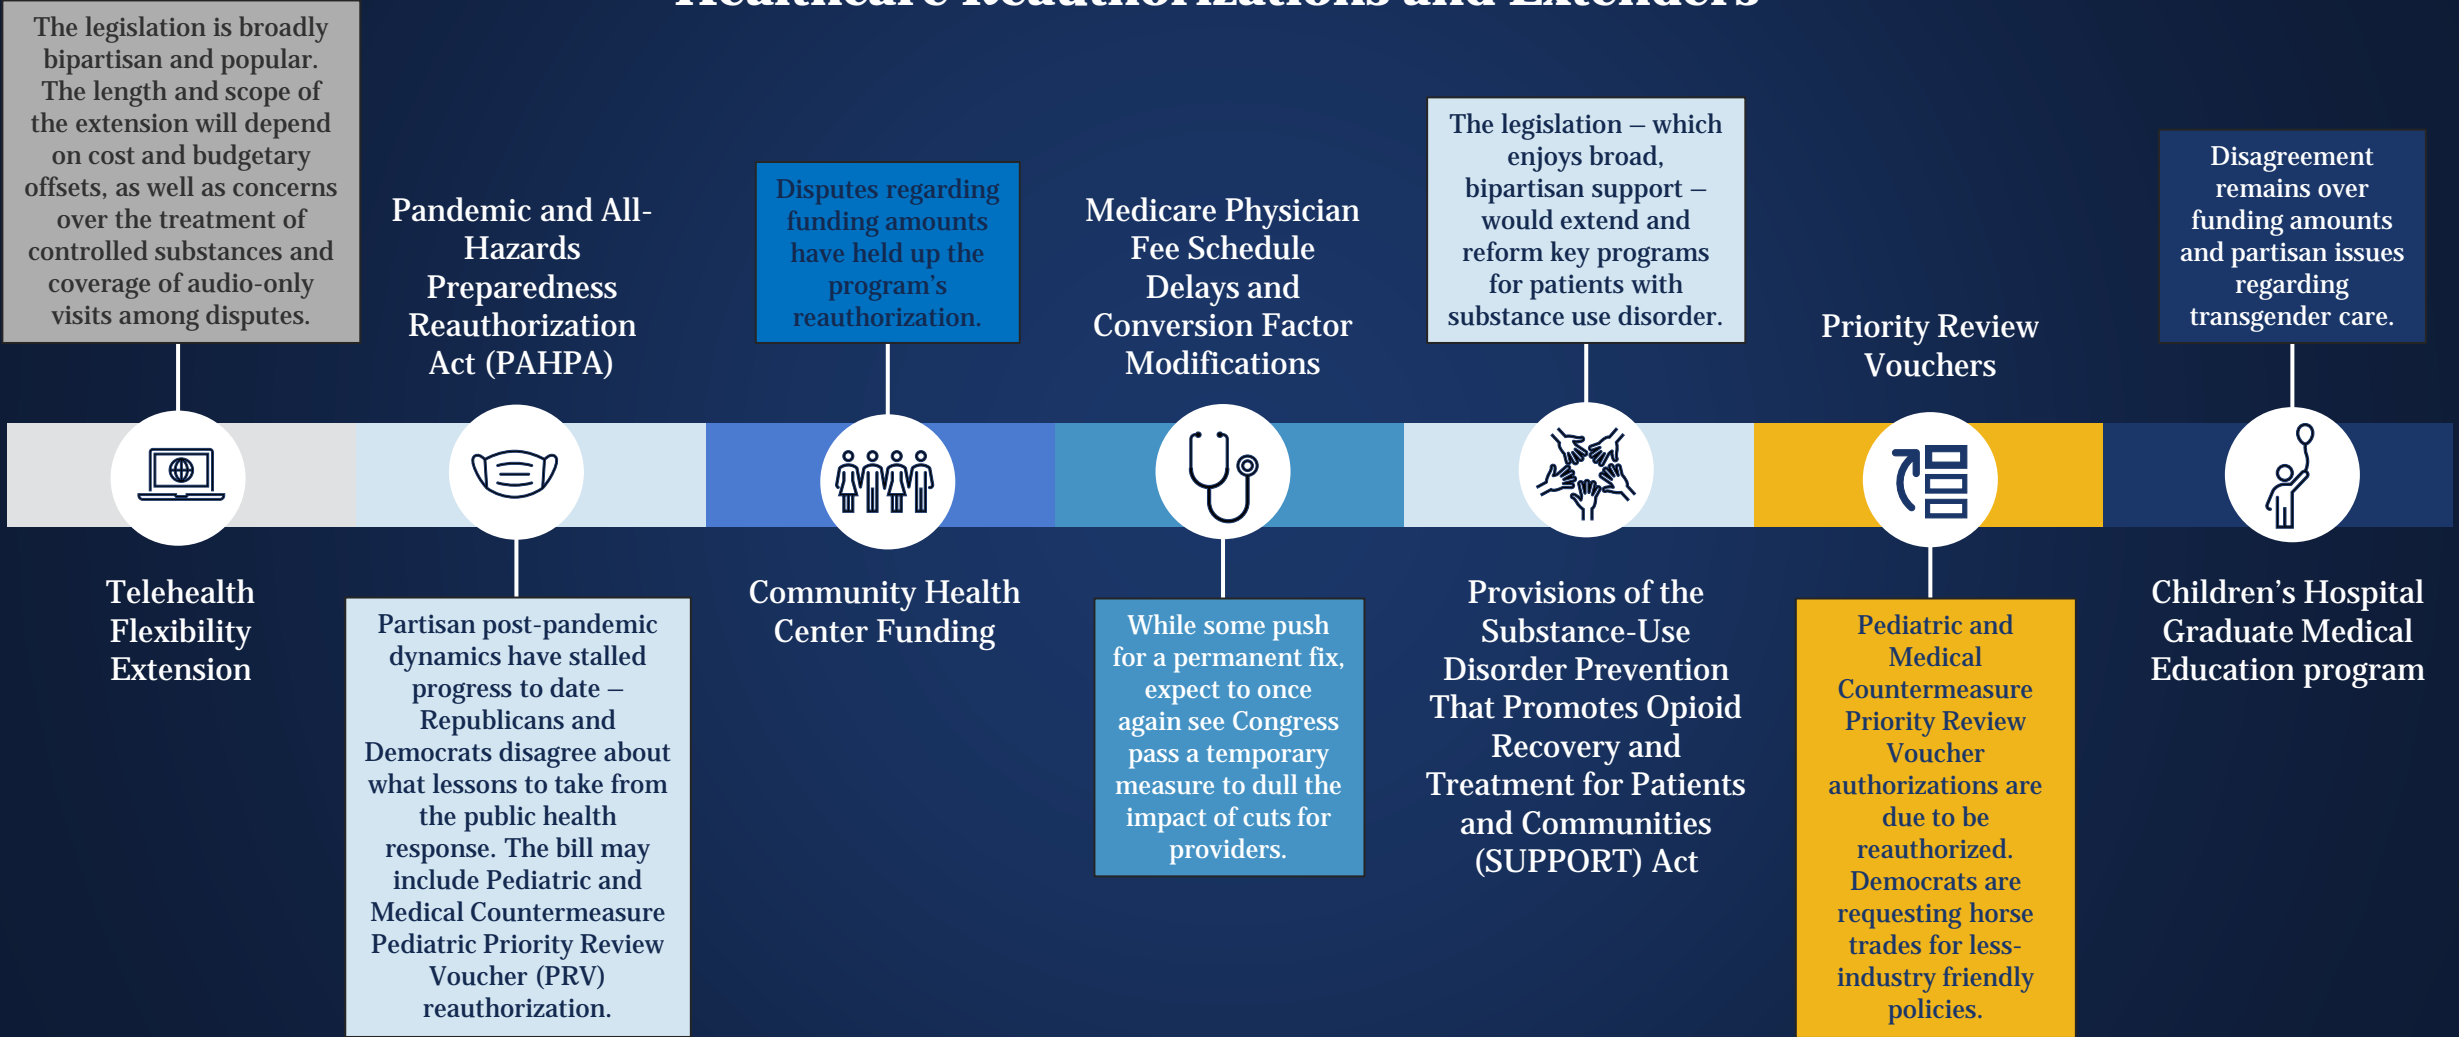 Healthcare Reauthorizations and Extenders
The legislation is broadly
bipartisan and popular.
The length and scope of
the extension will depend
on cost and budgetary
offsets, as well as concerns
over the treatment of
controlled substances and
coverage of audio-only
visits among disputes.
Telehealth
Flexibility
Extension
Pandemic and All-
Hazards
Preparedness
Reauthorization
Act (PAHPA)
Partisan post-pandemic
dynamics have stalled
progress to date –
Republicans and
Democrats disagree about
what lessons to take from
the public health
response. The bill may
include Pediatric and
Medical Countermeasure
Pediatric Priority Review
Voucher (PRV)
reauthorization.
Disputes regarding
funding amounts
have held up the
program's
reauthorization.
Community Health
Center Funding
Medicare Physician
Fee Schedule
Delays and
Conversion Factor
Modifications
While some push
for a permanent fix,
expect to once
again see Congress
pass a temporary
measure to dull the
impact of cuts for
providers.
The legislation – which
enjoys broad,
bipartisan support –
would extend and
reform key programs
for patients with
substance use disorder.
Provisions of the
Substance-Use
Disorder Prevention
That Promotes Opioid
Recovery and
Treatment for Patients
and Communities
(SUPPORT) Act
Priority Review
Vouchers
Pediatric and
Medical
Countermeasure
Priority Review
Voucher
authorizations are
due to be
reauthorized.
Democrats are
requesting horse
trades for less-
industry friendly
policies.
Disagreement
remains over
funding amounts
and partisan issues
regarding
transgender care.
Children's Hospital
Graduate Medical
Education program